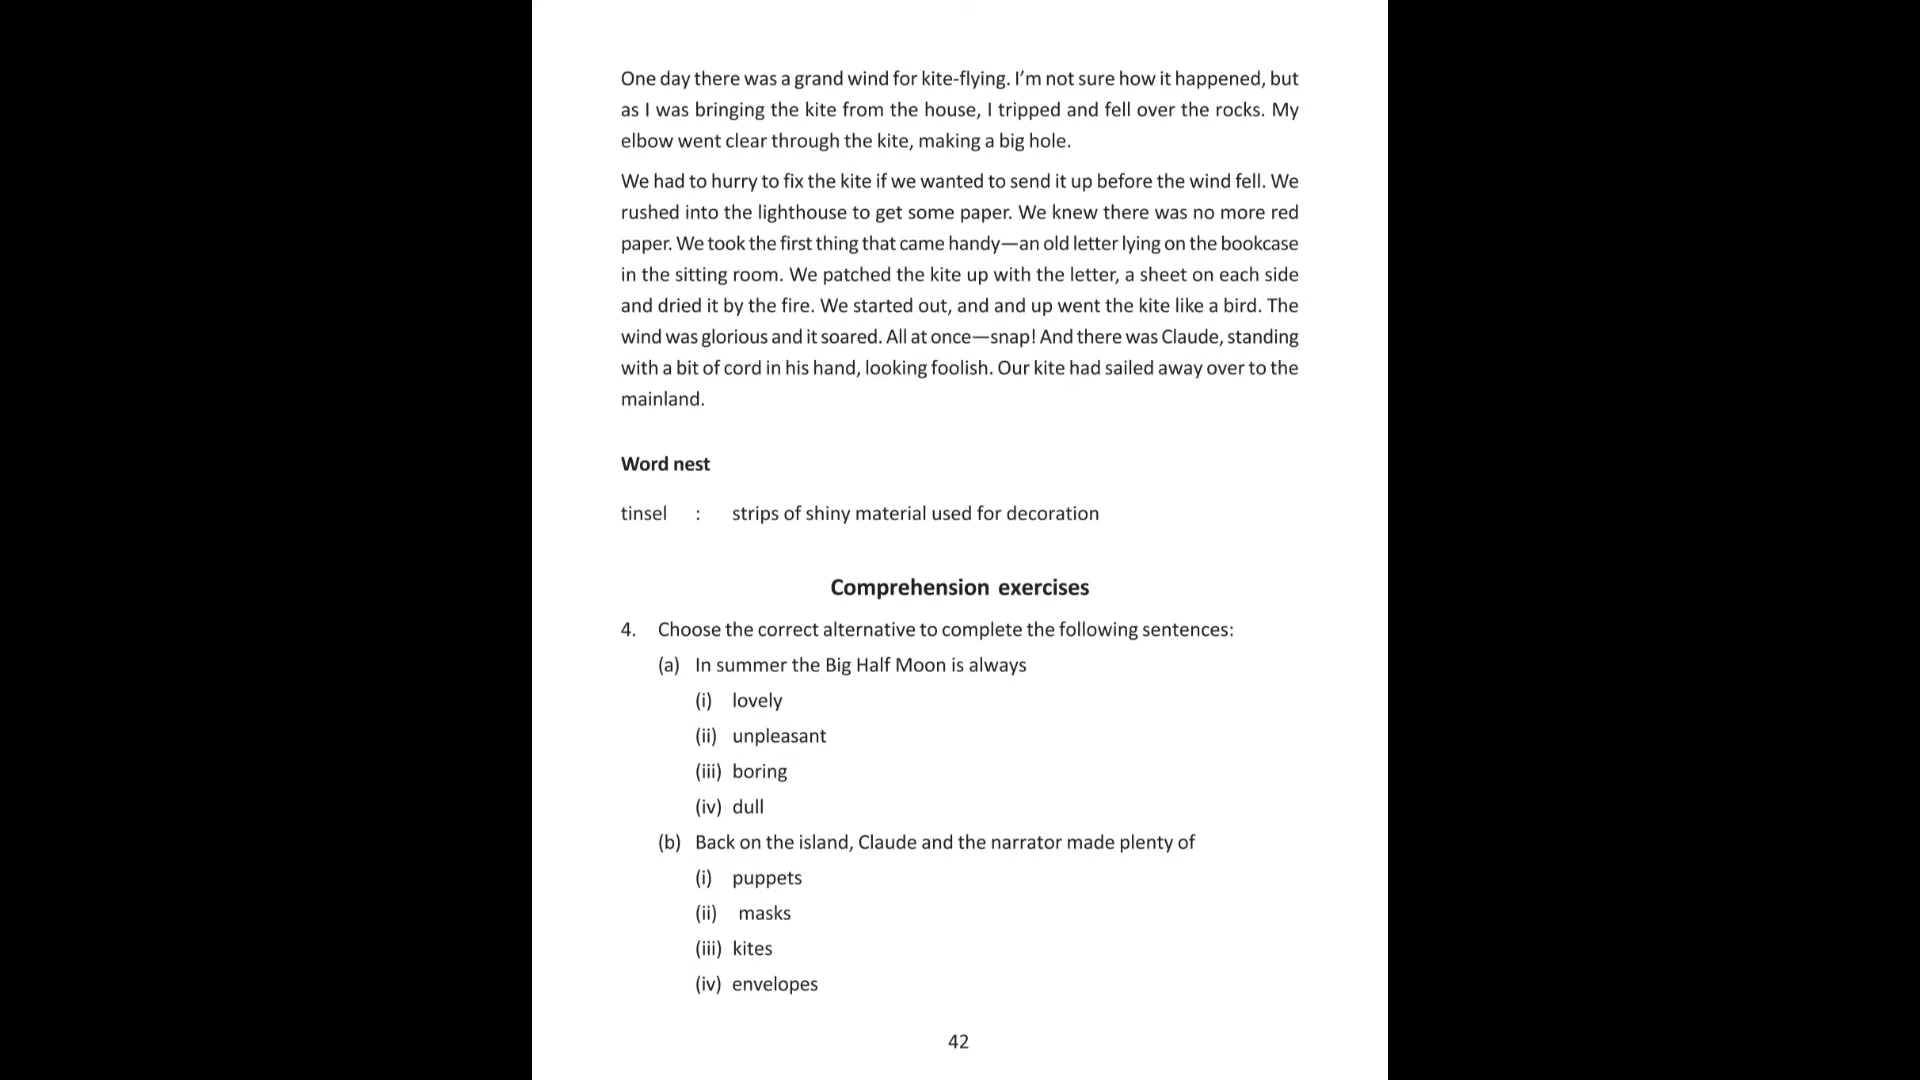 One day there was a grand wind for kite-flying. I’m not sure how it happened, but
as I was bringing the kite from the house, I tripped and fell over the rocks. My
elbow went clear through the kite, making a big hole.
We had to hurry to fix the kite if we wanted to send it up before the wind fell. We
rushed into the lighthouse to get some paper. We knew there was no more red
paper. We took the first thing that came handy—an old letter lying on the bookcase
in the sitting room. We patched the kite up with the letter, a sheet on each side
and dried it by the fire. We started out, and and up went the kite like a bird. The
wind was glorious and it soared. All at once—snap! And there was Claude, standing
with a bit of cord in his hand, looking foolish. Our kite had sailed away over to the
mainland.
Word nest
tinsel : strips of shiny material used for decoration
Comprehension exercises
4. Choose the correct alternative to complete the following sentences:
(a) In summer the Big Half Moon is always
(i) lovely
(ii) unpleasant
(iii) boring
(iv) dull
(b) Back on the island, Claude and the narrator made plenty of
(i) puppets
(ii) masks
(iii) kites
(iv) envelopes
42